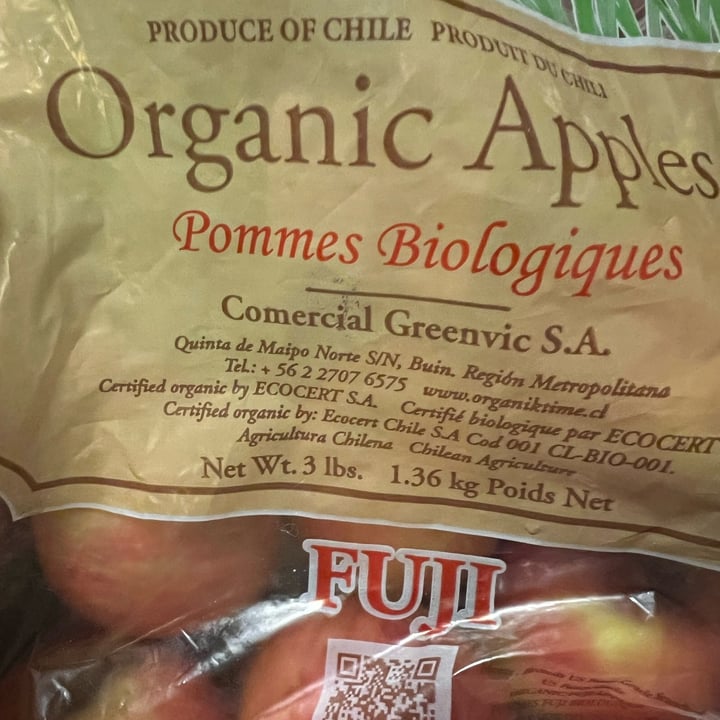 PRODUCE OF CHILE PRODUIT DU CHILI
Organic Apples
Pommes Biologiques
Comercial Greenvic S.A.
Quinta de Maipo Norte S/N, Buin. Región Metropolitana
Tel.: + 56 2 2707 6575 www.organiktime.cl
Certified organic by ECOCERT S.A. Certifié biologique par ECOCERT
Certified organic by: Ecocert Chile S.A Cod 001 CL-BIO-001.
Agricultura Chilena Chilean Agriculture
Net Wt. 3 lbs. 1.36 kg Poids Net
FUJI